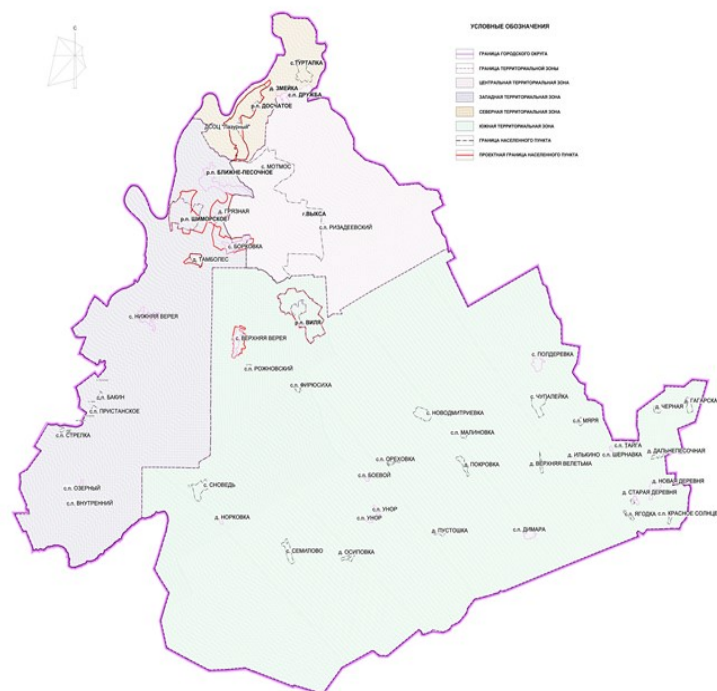 С
УСЛОВНЫЕ ОБОЗНАЧЕНИЯ
ГРАНИЦА ГОРОДСКОГО ОКРУГА
ГРАНИЦА ТЕРРИТОРИАЛЬНОЙ ЗОНЫ
ЦЕНТРАЛЬНАЯ ТЕРРИТОРИАЛЬНАЯ ЗОНА
ЗАПАДНАЯ ТЕРРИТОРИАЛЬНАЯ ЗОНА
СЕВЕРНАЯ ТЕРРИТОРИАЛЬНАЯ ЗОНА
ЮЖНАЯ ТЕРРИТОРИАЛЬНАЯ ЗОНА
ГРАНИЦА НАСЕЛЕННОГО ПУНКТА
ПРОЕКТНАЯ ГРАНИЦА НАСЕЛЕННОГО ПУНКТА
с.ТУРТАПКА
д. ЗМЕЙКА
с.п. ДРУЖБА
р.п. ДОСЧАТОЕ
ДСОЦ "Лазурный"
с. МОТМОС
р.п. БЛИЖНЕ-ПЕСОЧНОЕ
д. ГРЯЗНАЯ
р.п. ШИМОРСКОЕ
г.ВЫКСА
с.п. РИЗАДЕЕВСКИЙ
с. БОРКОВКА
д. ТАМБОЛЕС
с. НИЖНЯЯ ВЕРЕЯ
р.п. ВИЛЯ
с. ВЕРХНЯЯ ВЕРЕЯ
с. ПОЛДЕРЕВКА
с.п. РОЖНОВСКИЙ
с.п. ФИРЮСИХА
с.п. БАКИН
с. ЧУПАЛЕЙКА
д. ГАГАРСКАЯ
д. ЧЕРНАЯ
с.п. ПРИСТАНСКОЕ
с. НОВОДМИТРИЕВКА
с.п. МЯРЯ
с.п. СТРЕЛКА
с.п. МАЛИНОВКА
с.п. ТАЙГА
с.п. ШЕРНАВКА
д. ИЛЬКИНО
д. ДАЛЬНЕПЕСОЧНАЯ
с.п. ОРЕХОВКА
д. ПОКРОВКА
д. ВЕРХНЯЯ ВЕЛЕТЬМА
с.п. БОЕВОЙ
д. НОВАЯ ДЕРЕВНЯ
с. СНОВЕДЬ
с.п. ОЗЕРНЫЙ
д. СТАРАЯ ДЕРЕВНЯ
с.п. ВНУТРЕННИЙ
с.п. УНОР
с.п. УНОР
с.п. ЯГОДКА
с.п. КРАСНОЕ СОЛНЦЕ
д. НОРКОВКА
д. ПУСТОШКА
с.п. ДИМАРА
с. СЕМИЛОВО
д. ОСИПОВКА